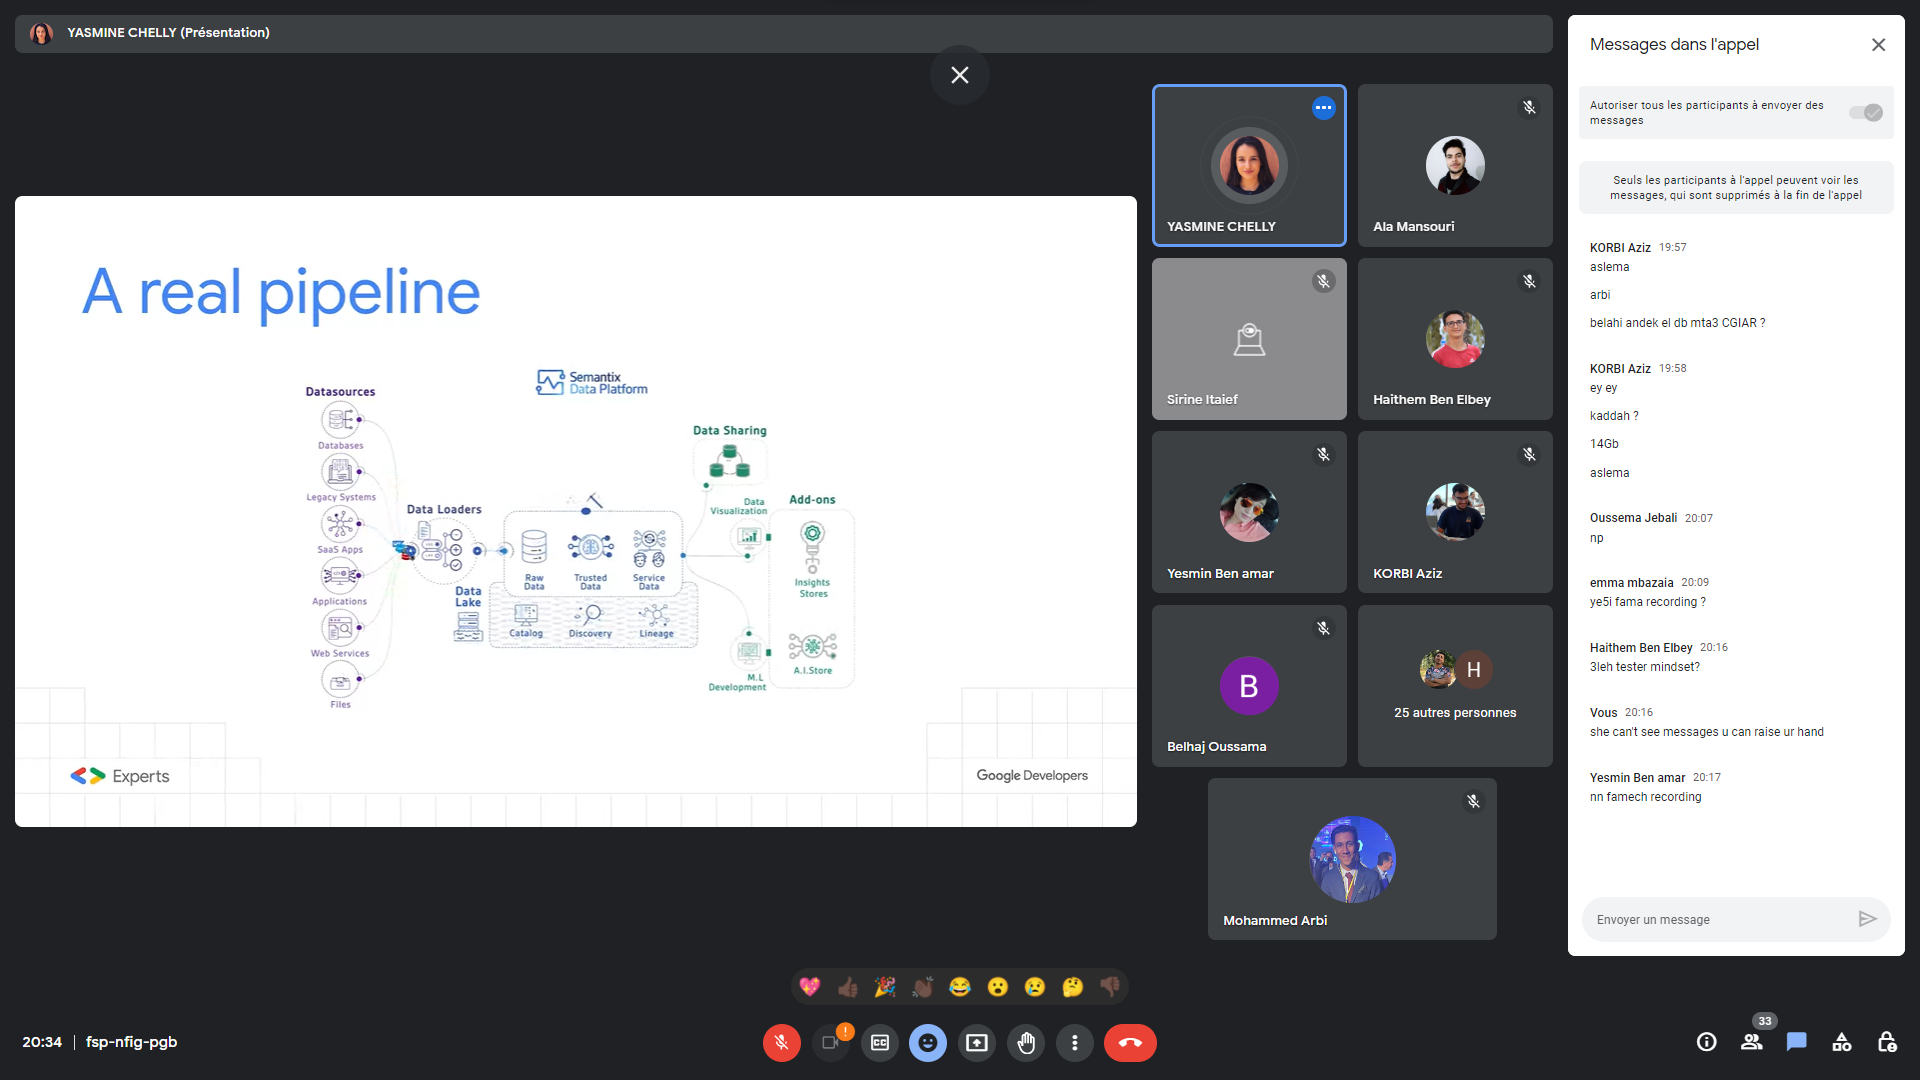 YASMINE CHELLY (Présentation)
A real pipeline
Semantix
Data Platform
Datasources
Databases
Legacy Systems
SaaS Apps
Applications
Web Services
Files
Data Loaders
Data
Lake
Raw
Data
Trusted
Data
Service
Data
Catalog
Discovery
Lineage
Data Sharing
Data
Visualization
M.L
Development
Add-ons
Insights
Stores
A.I.Store
Experts
Google Developers
YASMINE CHELLY
Ala Mansouri
Sirine Itaief
Haithem Ben Elbey
Yesmin Ben amar
KORBI Aziz
B
Belhaj Oussama
H
25 autres personnes
Mohammed Arbi
Messages dans l'appel
Autoriser tous les participants à envoyer des
messages
Seuls les participants à l'appel peuvent voir les
messages, qui sont supprimés à la fin de l'appel
KORBI Aziz 19:57
aslema
arbi
belahi andek el db mta3 CGIAR ?
KORBI Aziz 19:58
ey ey
kaddah ?
14Gb
aslema
Oussema Jebali 20:07
np
emma mbazaia 20:09
ye5i fama recording ?
Haithem Ben Elbey 20:16
3leh tester mindset?
Vous 20:16
she can't see messages u can raise ur hand
Yesmin Ben amar 20:17
nn famech recording
Envoyer un message
20:34 | fsp-nfig-pgb
CC
33